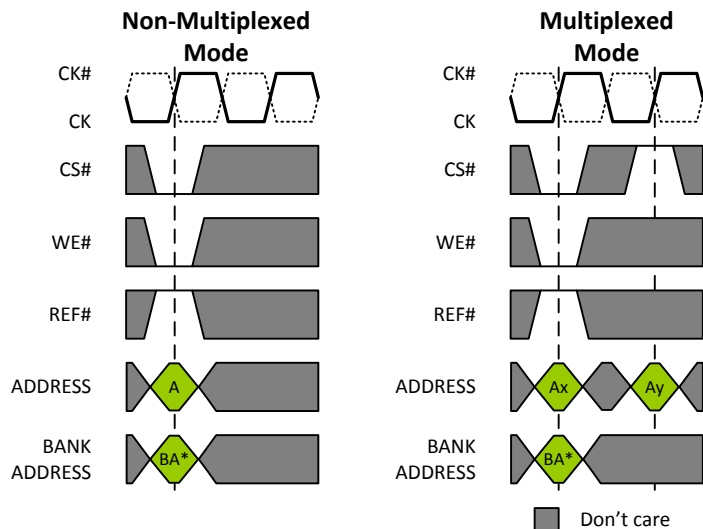 Non-Multiplexed
Mode
CK#
CK
CS#
WE#
REF#
ADDRESS
A
BANK
ADDRESS
BA*
Multiplexed
Mode
CK#
CK
CS#
WE#
REF#
ADDRESS
Ax
Ay
BANK
ADDRESS
BA*
Don't care